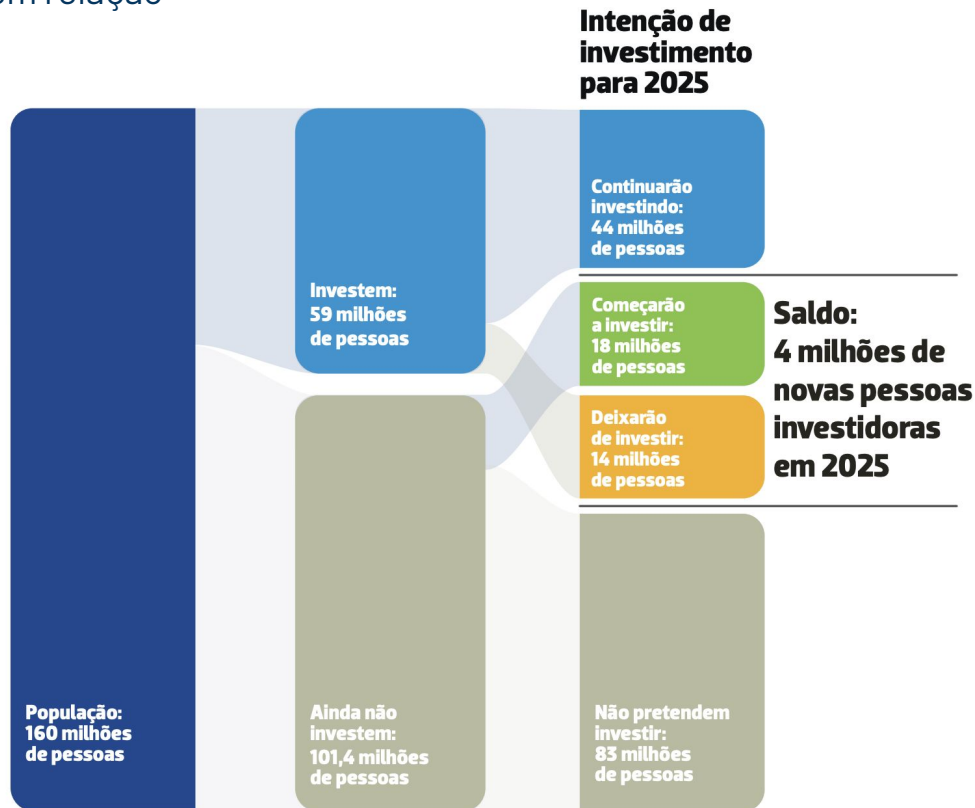 em relação
Intenção de
investimento
para 2025
Continuarão
investindo:
44 milhões
de pessoas
Investem:
59 milhões
de pessoas
Começarão
a investir:
18 milhões
de pessoas
Saldo:
4 milhões de
novas pessoas
investidoras
em 2025
Deixarão
de investir:
14 milhões
de pessoas
População:
160 milhões
de pessoas
Ainda não
investem:
101,4 milhões
de pessoas
Não pretendem
investir:
83 milhões
de pessoas